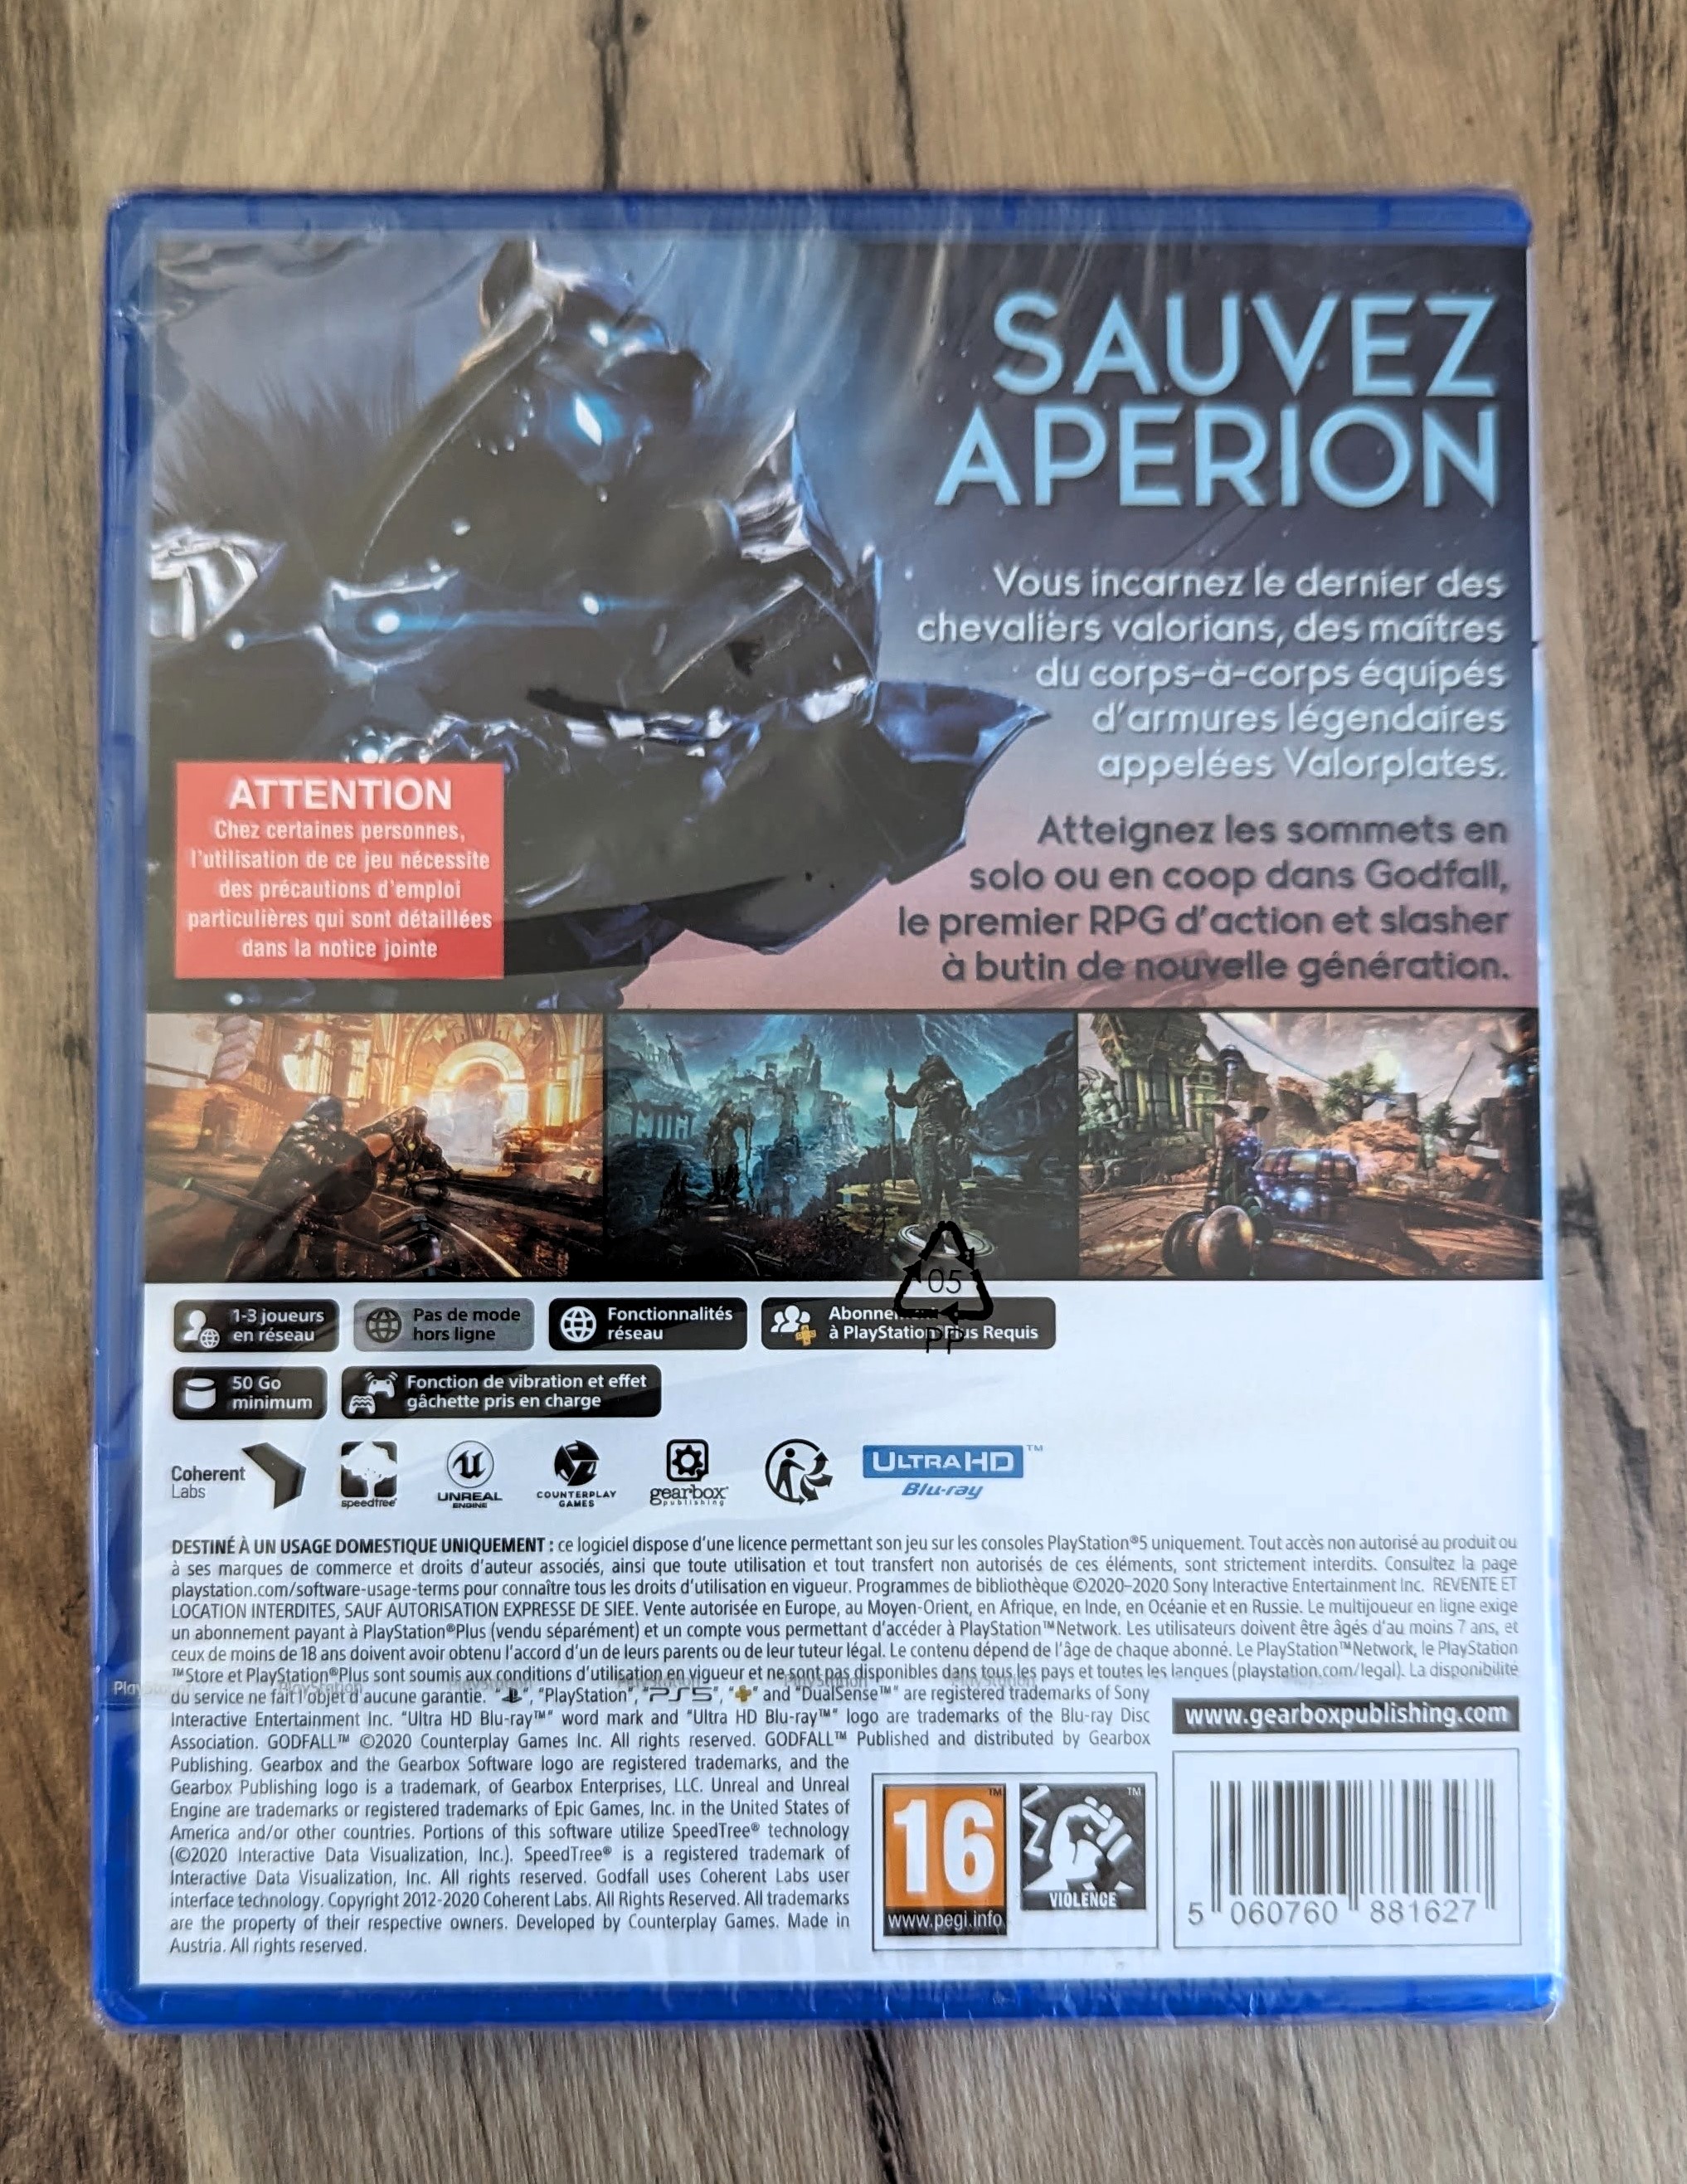 SAUVEZ
APERION
Vous incarnez le dernier des
chevaliers valorians, des maîtres
du corps-à-corps équipés
d'armures légendaires
appelées Valorplates.
Atteignez les sommets en
solo ou en coop dans Godfall,
le premier RPG d'action et slasher
à butin de nouvelle génération.
ATTENTION
Chez certaines personnes,
l'utilisation de ce jeu nécessite
des précautions d'emploi
particulières qui sont détaillées
dans la notice jointe
1-3 joueurs
en réseau
Pas de mode
hors ligne
Fonctionnalités
réseau
à PlayStation Plus Requis
05
PP
50 Go
minimum
Fonction de vibration et effet
gâchette pris en charge
Coherent
Labs
speedtree
UNREAL
ENGINE
COUNTERPLAY
GAMES
gearbox
publishing
ULTRA HD™
Blu-ray
DESTINÉ À UN USAGE DOMESTIQUE UNIQUEMENT : ce logiciel dispose d'une licence permettant son jeu sur les consoles PlayStation®5 uniquement. Tout accès non autorisé au produit ou
à ses marques de commerce et droits d'auteur associés, ainsi que toute utilisation et tout transfert non autorisés de ces éléments, sont strictement interdits. Consultez la page
playstation.com/software-usage-terms pour connaître tous les droits d'utilisation en vigueur. Programmes de bibliothèque ©2020–2020 Sony Interactive Entertainment Inc. REVENTE ET
LOCATION INTERDITES, SAUF AUTORISATION EXPRESSE DE SIEE. Vente autorisée en Europe, au Moyen-Orient, en Afrique, en Inde, en Océanie et en Russie. Le multijoueur en ligne exige
un abonnement payant à PlayStation®Plus (vendu séparément) et un compte vous permettant d'accéder à PlayStation™Network. Les utilisateurs doivent être âgés d'au moins 7 ans, et
ceux de moins de 18 ans doivent avoir obtenu l'accord d'un de leurs parents ou de leur tuteur légal. Le contenu dépend de l'âge de chaque abonné. Le PlayStation™Network, le PlayStation
™Store et PlayStation®Plus sont soumis aux conditions d'utilisation en vigueur et ne sont pas disponibles dans tous les pays et toutes les langues (playstation.com/legal). La disponibilité
du service ne fait l'objet d'aucune garantie. "", "PlayStation", "PS5", "" and "DualSense™" are registered trademarks of Sony
Interactive Entertainment Inc. "Ultra HD Blu-ray™" word mark and "Ultra HD Blu-ray™" logo are trademarks of the Blu-ray Disc
Association. GODFALL™ ©2020 Counterplay Games Inc. All rights reserved. GODFALL™ Published and distributed by Gearbox
Publishing. Gearbox and the Gearbox Software logo are registered trademarks, and the
Gearbox Publishing logo is a trademark, of Gearbox Enterprises, LLC. Unreal and Unreal
Engine are trademarks or registered trademarks of Epic Games, Inc. in the United States of
America and/or other countries. Portions of this software utilize SpeedTree® technology
(©2020 Interactive Data Visualization, Inc.). SpeedTree® is a registered trademark of
Interactive Data Visualization, Inc. All rights reserved. Godfall uses Coherent Labs user
interface technology. Copyright 2012-2020 Coherent Labs. All Rights Reserved. All trademarks
are the property of their respective owners. Developed by Counterplay Games. Made in
Austria. All rights reserved.
www.gearboxpublishing.com
16™
www.pegi.info
™
VIOLENCE
5 060760 881627